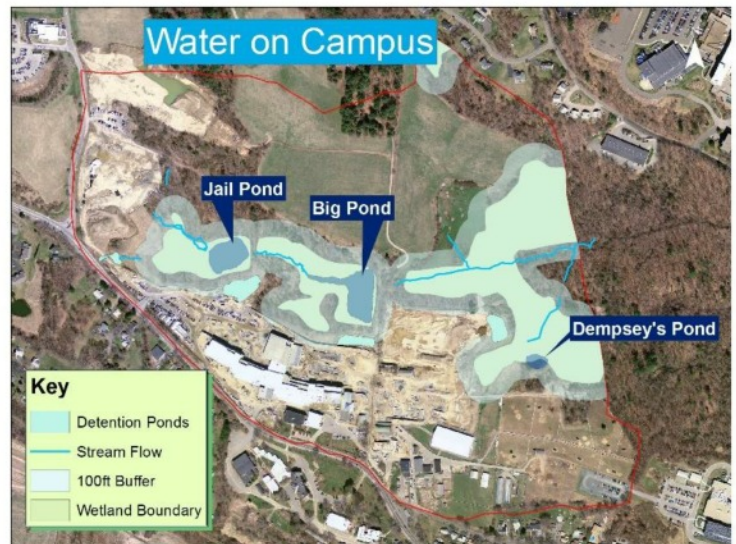 Water on Campus
Jail Pond
Big Pond
Dempsey's Pond
Key
Detention Ponds
Stream Flow
100ft Buffer
Wetland Boundary